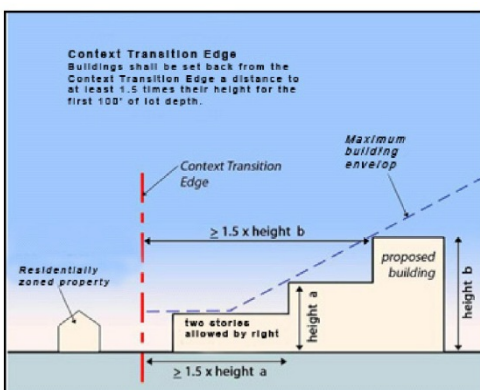 Context Transition Edge
Buildings shall be set back from the
Context Transition Edge a distance to
at least 1.5 times their height for the
first 100' of lot depth.
Maximum
building
envelop
Context Transition
Edge
≥ 1.5 x height b
Residentially
zoned property
proposed
building
two stories
allowed by right
height a
height b
≥ 1.5 x height a